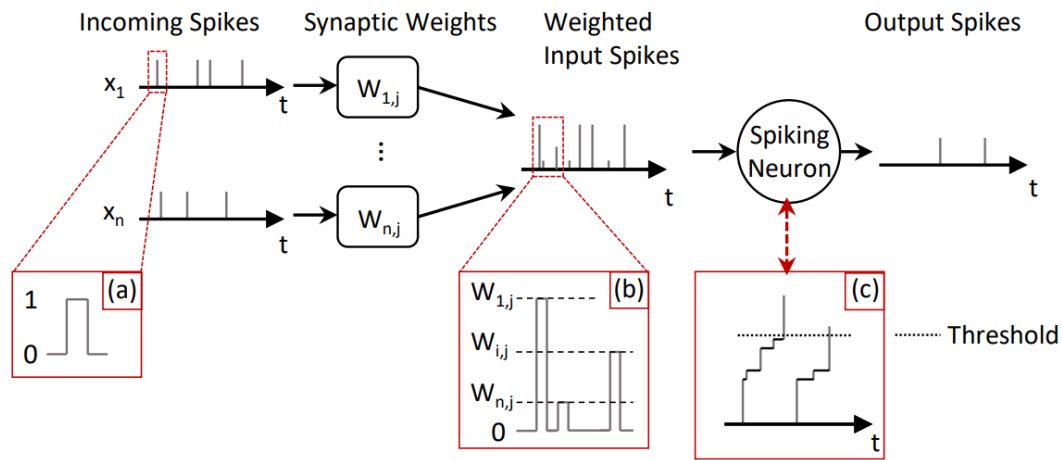 Incoming Spikes
Synaptic Weights
Weighted
Input Spikes
Output Spikes
x1
t
W1,j
⋮
xn
t
Wn,j
t
Spiking
Neuron
t
(a)
1
0
(b)
W1,j
Wi,j
Wn,j
0
(c)
t
Threshold